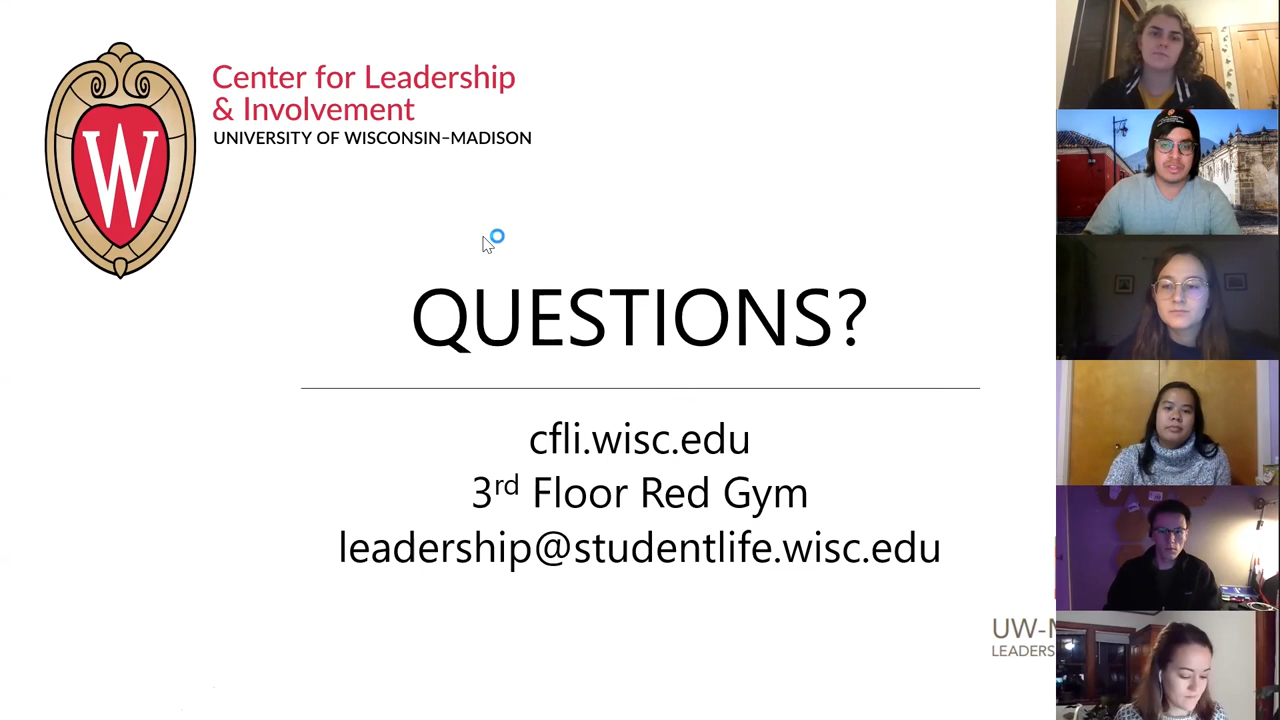 W
Center for Leadership
& Involvement
UNIVERSITY OF WISCONSIN–MADISON
QUESTIONS?
cfli.wisc.edu
3rd Floor Red Gym
leadership@studentlife.wisc.edu